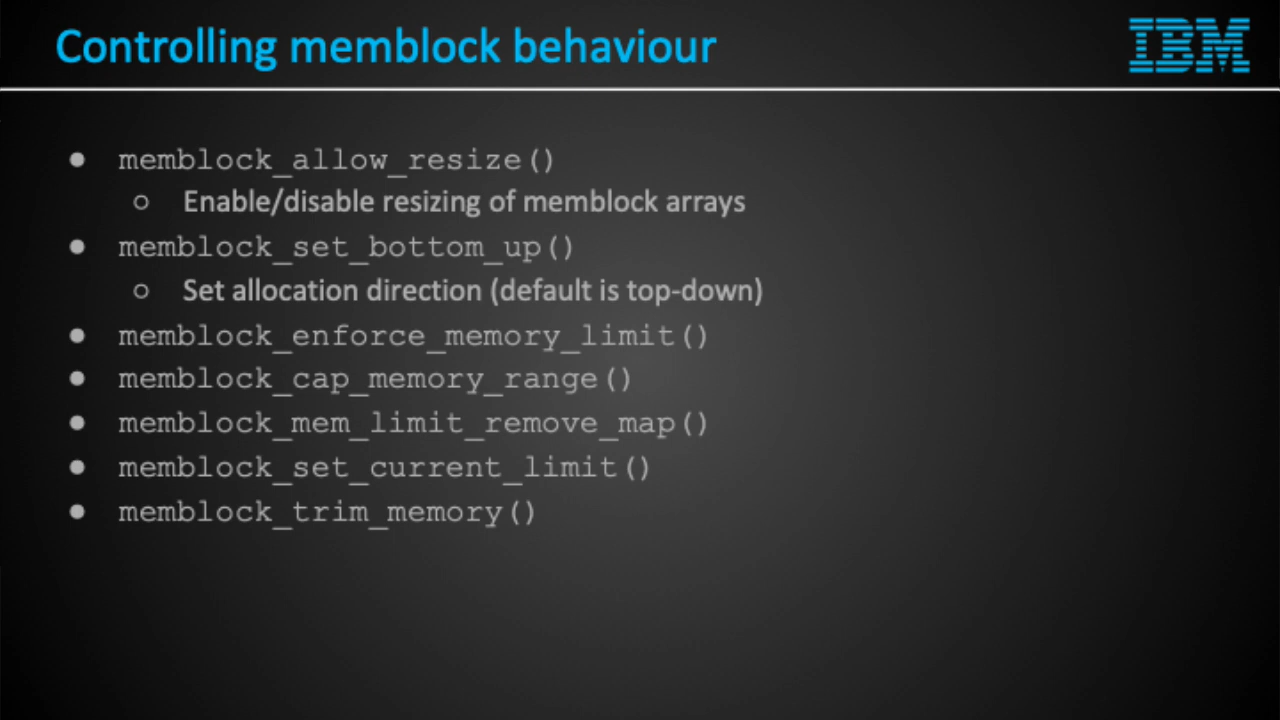 Controlling memblock behaviour
IBM
● memblock_allow_resize()
○ Enable/disable resizing of memblock arrays
● memblock_set_bottom_up()
○ Set allocation direction (default is top-down)
● memblock_enforce_memory_limit()
● memblock_cap_memory_range()
● memblock_mem_limit_remove_map()
● memblock_set_current_limit()
● memblock_trim_memory()